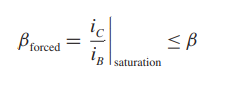 β_forced = i_C / i_B |_saturation ≤ β